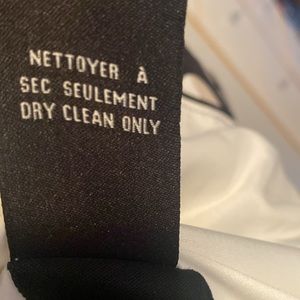 NETTOYER À
SEC SEULEMENT
DRY CLEAN ONLY